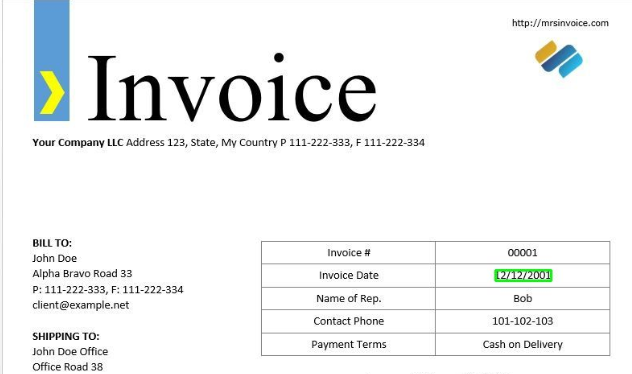 http://mrsinvoice.com
Invoice
Your Company LLC Address 123, State, My Country P 111-222-333, F 111-222-334
BILL TO:
John Doe
Alpha Bravo Road 33
P: 111-222-333, F: 111-222-334
client@example.net
SHIPPING TO:
John Doe Office
Office Road 38
Invoice # 00001
Invoice Date 12/12/2001
Name of Rep. Bob
Contact Phone 101-102-103
Payment Terms Cash on Delivery